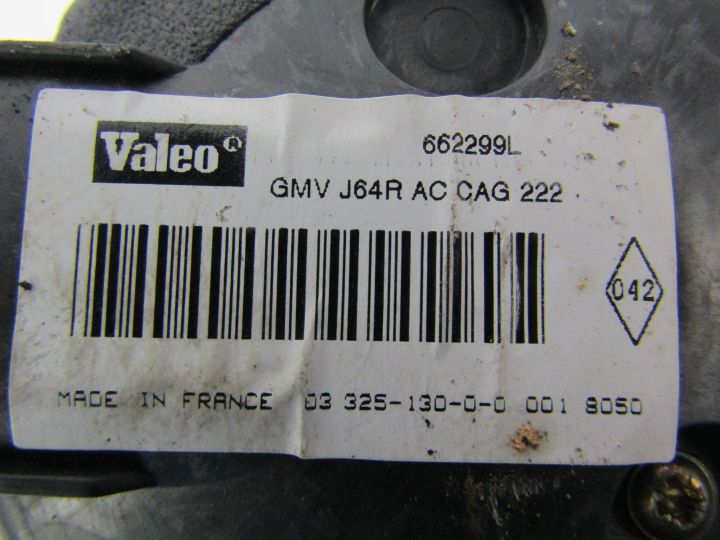 Valeo® 662299L
GMV J64R AC CAG 222
042
MADE IN FRANCE 03 325-130-0-0 001 8050